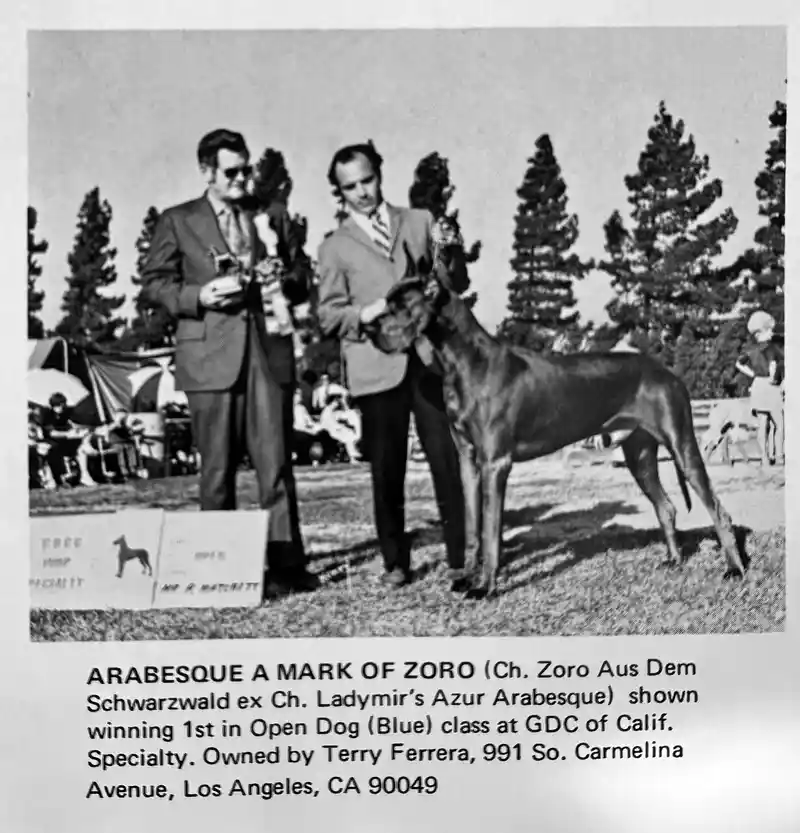 SPECIALTY
OPEN
ARABESQUE A MARK OF ZORO (Ch. Zoro Aus Dem
Schwarzwald ex Ch. Ladymir's Azur Arabesque) shown
winning 1st in Open Dog (Blue) class at GDC of Calif.
Specialty. Owned by Terry Ferrera, 991 So. Carmelina
Avenue, Los Angeles, CA 90049